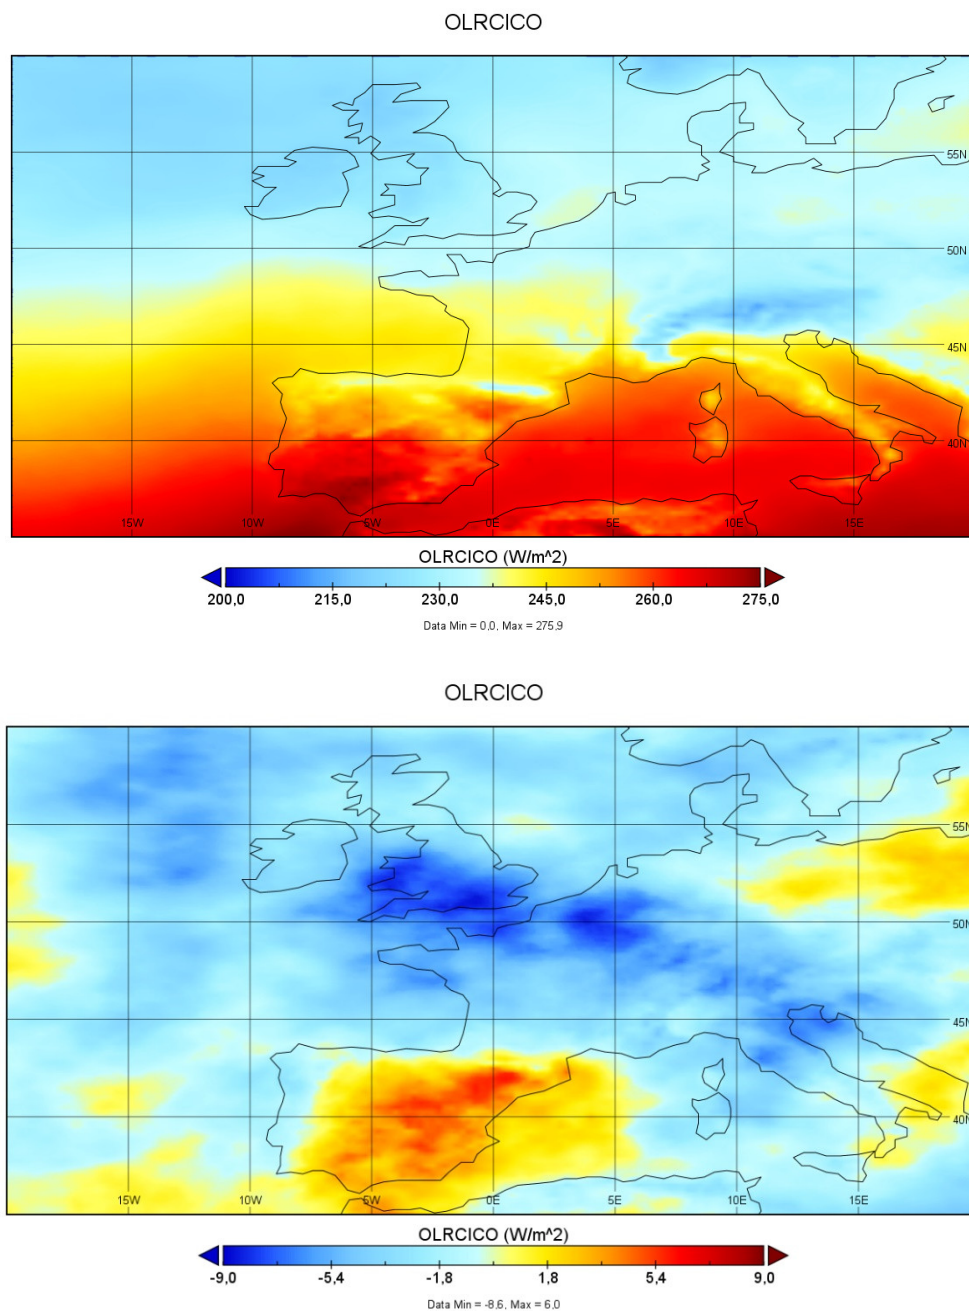 OLRCICO
55N
50N
45N
40N
15W 10W 5W 0E 5E 10E 15E
OLRCICO (W/m^2)
200,0 215,0 230,0 245,0 260,0 275,0
Data Min = 0,0, Max = 275,9
OLRCICO
55N
50N
45N
40N
15W 10W 5W 0E 5E 10E 15E
OLRCICO (W/m^2)
-9,0 -5,4 -1,8 1,8 5,4 9,0
Data Min = -8,6, Max = 6,0